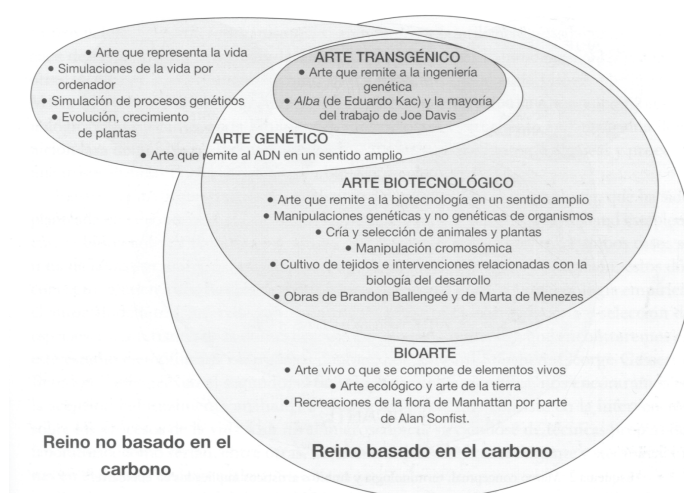 ● Arte que representa la vida
● Simulaciones de la vida por
ordenador
● Simulación de procesos genéticos
● Evolución, crecimiento
de plantas
ARTE GENÉTICO
● Arte que remite al ADN en un sentido amplio
ARTE TRANSGÉNICO
● Arte que remite a la ingeniería
genética
● Alba (de Eduardo Kac) y la mayoría
del trabajo de Joe Davis
ARTE BIOTECNOLÓGICO
● Arte que remite a la biotecnología en un sentido amplio
● Manipulaciones genéticas y no genéticas de organismos
● Cría y selección de animales y plantas
● Manipulación cromosómica
● Cultivo de tejidos e intervenciones relacionadas con la
biología del desarrollo
● Obras de Brandon Ballengeé y de Marta de Menezes
BIOARTE
● Arte vivo o que se compone de elementos vivos
● Arte ecológico y arte de la tierra
● Recreaciones de la flora de Manhattan por parte
de Alan Sonfist.
Reino no basado en el
carbono
Reino basado en el carbono